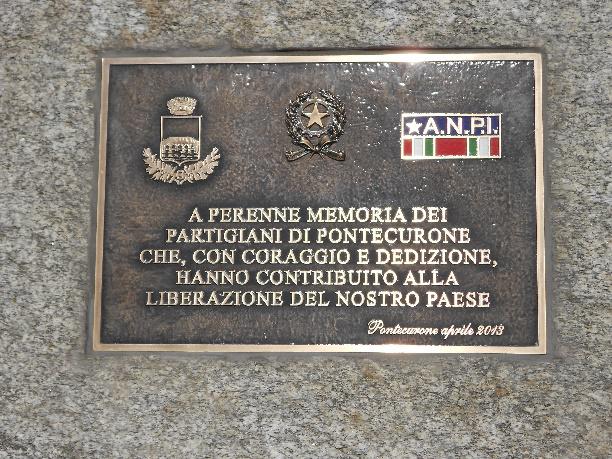 A.N.P.I.
A PERENNE MEMORIA DEI
PARTIGIANI DI PONTECURONE
CHE, CON CORAGGIO E DEDIZIONE,
HANNO CONTRIBUITO ALLA
LIBERAZIONE DEL NOSTRO PAESE
Pontecurone aprile 2013